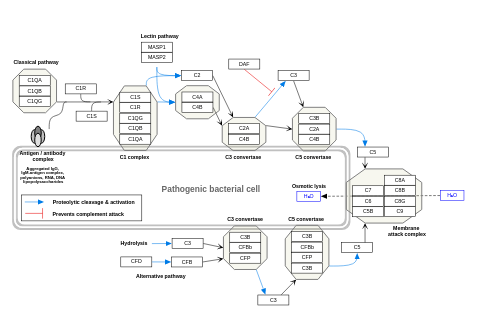 Lectin pathway
MASP1
MASP2
Classical pathway
C1QA
C1QB
C1QG
C1R
C1S
C1S
C1R
C1QG
C1QB
C1QA
C1 complex
C2
C4A
C4B
DAF
C3
C2A
C4B
C3 convertase
C3B
C2A
C4B
C5 convertase
C5
Antigen / antibody
complex
Aggregated IgG,
IgM-antigen complex,
polyanions, RNA, DNA
lipopolysaccharides
Proteolytic cleavage & activation
Prevents complement attack
Pathogenic bacterial cell
Osmotic lysis
H₂O
C8A
C7
C8B
C6
C8G
C5B
C9
H₂O
Membrane
attack complex
C3 convertase
C5 convertase
Hydrolysis
C3
CFD
CFB
Alternative pathway
C3B
CFBb
CFP
C3B
CFBb
CFP
C3B
C5
C3